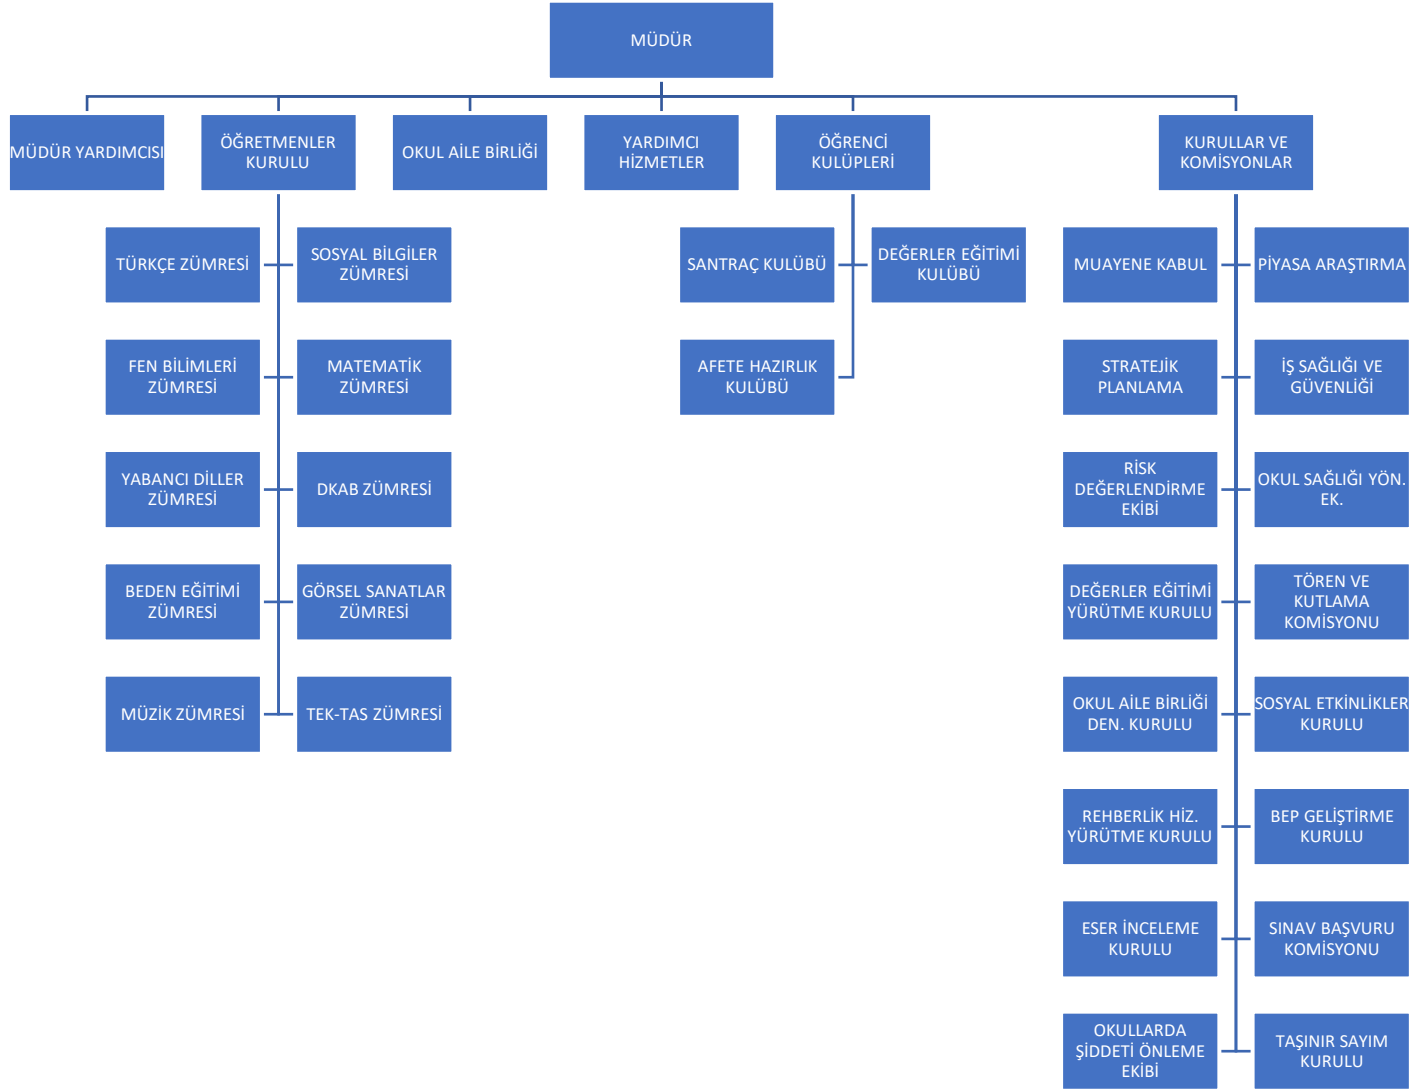 MÜDÜR
MÜDÜR YARDIMCISI
ÖĞRETMENLER
KURULU
OKUL AİLE BİRLİĞİ
YARDIMCI
HİZMETLER
ÖĞRENCİ
KULÜPLERİ
KURULLAR VE
KOMİSYONLAR
TÜRKÇE ZÜMRESİ
SOSYAL BİLGİLER
ZÜMRESİ
FEN BİLİMLERİ
ZÜMRESİ
MATEMATİK
ZÜMRESİ
YABANCI DİLLER
ZÜMRESİ
DKAB ZÜMRESİ
BEDEN EĞİTİMİ
ZÜMRESİ
GÖRSEL SANATLAR
ZÜMRESİ
MÜZİK ZÜMRESİ
TEK-TAS ZÜMRESİ
SANTRAÇ KULÜBÜ
DEĞERLER EĞİTİMİ
KULÜBÜ
AFETE HAZIRLIK
KULÜBÜ
MUAYENE KABUL
PİYASA ARAŞTIRMA
STRATEJİK
PLANLAMA
İŞ SAĞLIĞI VE
GÜVENLİĞİ
RİSK
DEĞERLENDİRME
EKİBİ
OKUL SAĞLIĞI YÖN.
EK.
DEĞERLER EĞİTİMİ
YÜRÜTME KURULU
TÖREN VE
KUTLAMA
KOMİSYONU
OKUL AİLE BİRLİĞİ
DEN. KURULU
SOSYAL ETKİNLİKLER
KURULU
REHBERLİK HİZ.
YÜRÜTME KURULU
BEP GELİŞTİRME
KURULU
ESER İNCELEME
KURULU
SINAV BAŞVURU
KOMİSYONU
OKULLARDA
ŞİDDETİ ÖNLEME
EKİBİ
TAŞINIR SAYIM
KURULU